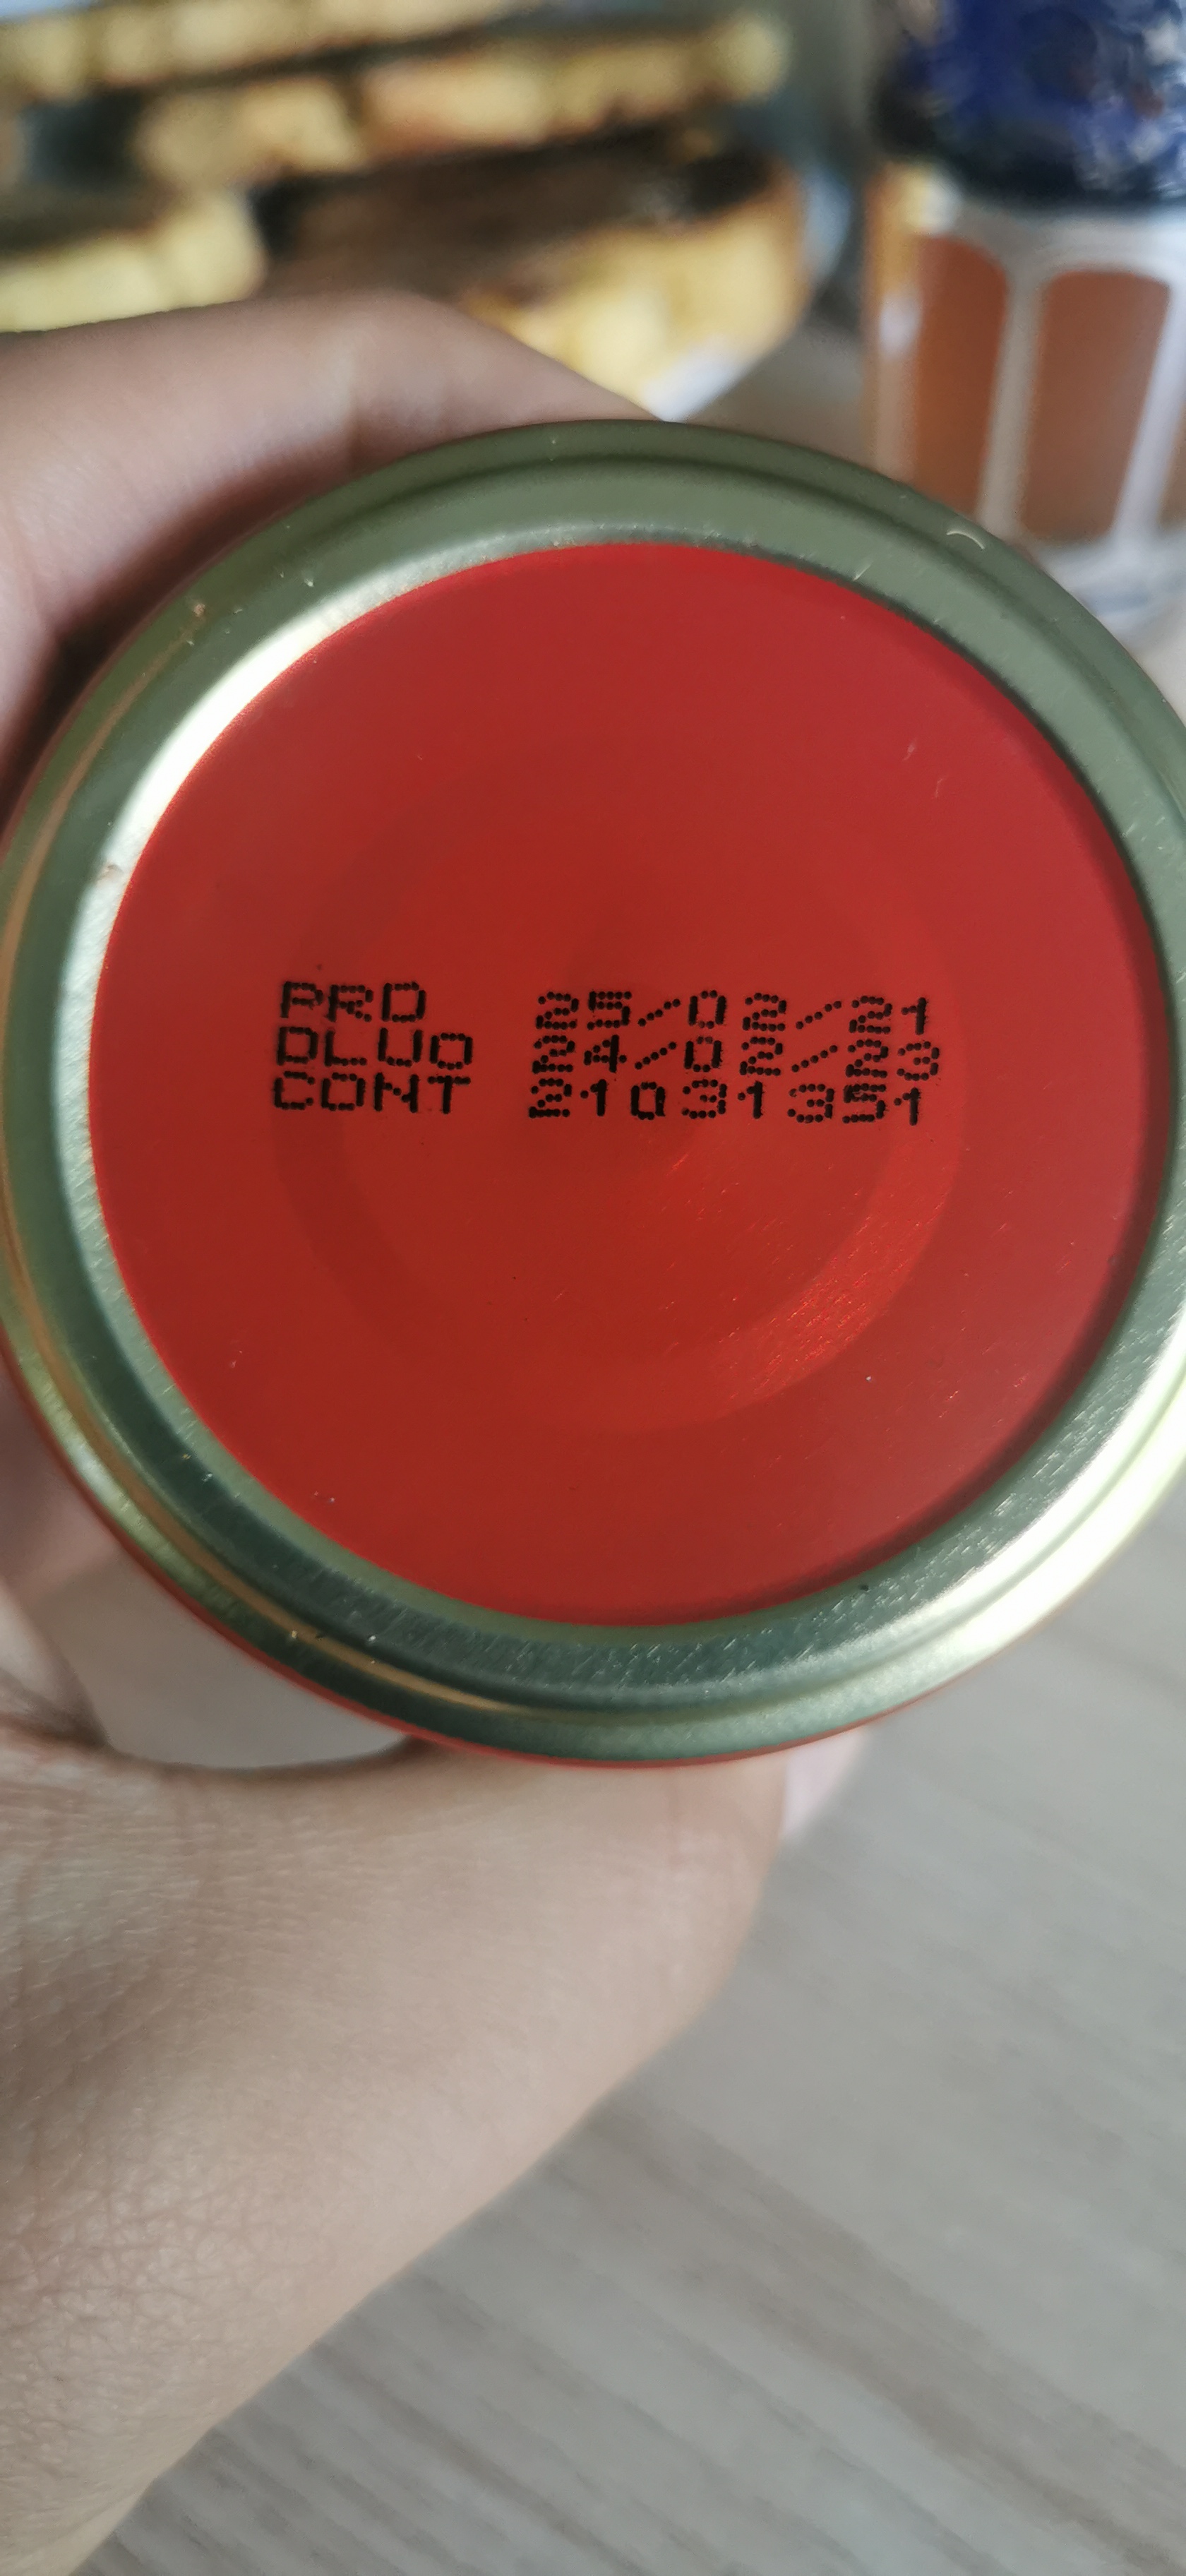 PRD 25/02/21
DLUO 24/02/23
CONT 21031351